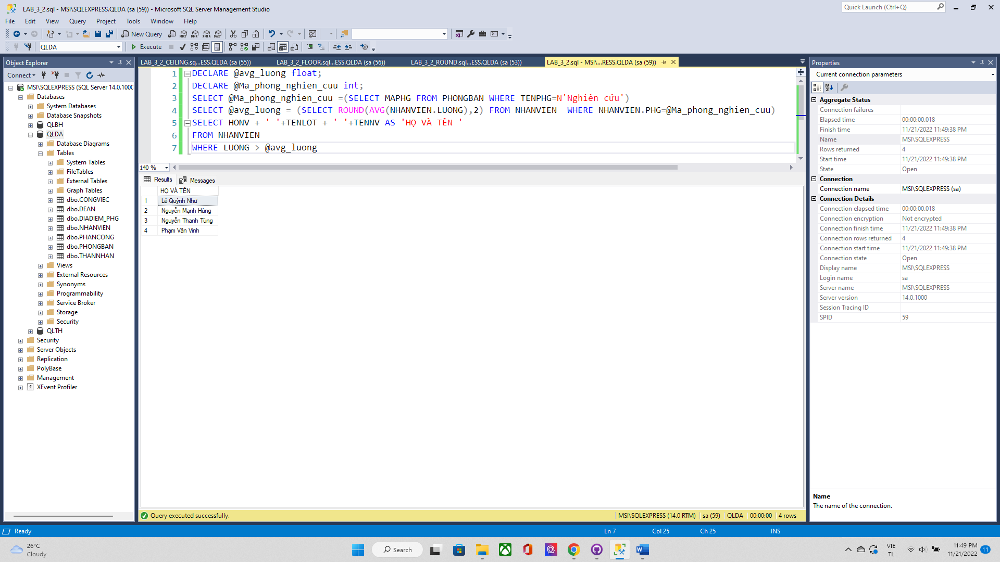 LAB_3_2.sql - MSI\SQLEXPRESS.QLDA (sa (59)) - Microsoft SQL Server Management Studio
Quick Launch (Ctrl+Q)
File Edit View Query Project Tools Window Help
New Query MDX DMX XMLA DAX
QLDA Execute
Object Explorer
Connect
MSI\SQLEXPRESS (SQL Server 14.0.1000
Databases
System Databases
Database Snapshots
QLBH
QLDA
Database Diagrams
Tables
System Tables
FileTables
External Tables
Graph Tables
dbo.CONGVIEC
dbo.DEAN
dbo.DIADIEM_PHG
dbo.NHANVIEN
dbo.PHANCONG
dbo.PHONGBAN
dbo.THANNHAN
Views
External Resources
Synonyms
Programmability
Service Broker
Storage
Security
QLTH
Security
Server Objects
Replication
PolyBase
Management
XEvent Profiler
LAB_3_2_CEILING.sq...ESS.QLDA (sa (55)) LAB_3_2_FLOOR.sql...ESS.QLDA (sa (56)) LAB_3_2_ROUND.sql...ESS.QLDA (sa (53)) LAB_3_2.sql - MSI\...RESS.QLDA (sa (59))
1 DECLARE @avg_luong float;
2 DECLARE @Ma_phong_nghien_cuu int;
3 SELECT @Ma_phong_nghien_cuu =(SELECT MAPHG FROM PHONGBAN WHERE TENPHG=N'Nghiên cứu')
4 SELECT @avg_luong = (SELECT ROUND(AVG(NHANVIEN.LUONG),2) FROM NHANVIEN  WHERE NHANVIEN.PHG=@Ma_phong_nghien_cuu)
5 SELECT HONV + ' '+TENLOT + ' '+TENNV AS 'HỌ VÀ TÊN '
6 FROM NHANVIEN
7 WHERE LUONG > @avg_luong
140 %
Results Messages
HỌ VÀ TÊN
1 Lê Quỳnh Như
2 Nguyễn Mạnh Hùng
3 Nguyễn Thanh Tùng
4 Phạm Văn Vinh
Query executed successfully. MSI\SQLEXPRESS (14.0 RTM) sa (59) QLDA 00:00:00 4 rows
Properties
Current connection parameters
Aggregate Status
Connection failures
Elapsed time 00:00:00.018
Finish time 11/21/2022 11:49:38 PM
Name MSI\SQLEXPRESS
Rows returned 4
Start time 11/21/2022 11:49:38 PM
State Open
Connection
Connection name MSI\SQLEXPRESS (sa)
Connection Details
Connection elapsed time 00:00:00.018
Connection encryption Not encrypted
Connection finish time 11/21/2022 11:49:38 PM
Connection rows returned 4
Connection start time 11/21/2022 11:49:38 PM
Connection state Open
Display name MSI\SQLEXPRESS
Login name sa
Server name MSI\SQLEXPRESS
Server version 14.0.1000
Session Tracing ID
SPID 59
Name
The name of the connection.
Ready Ln 7 Col 25 Ch 25 INS
26°C
Cloudy
Search
VIE
TL
11:49 PM
11/21/2022
11